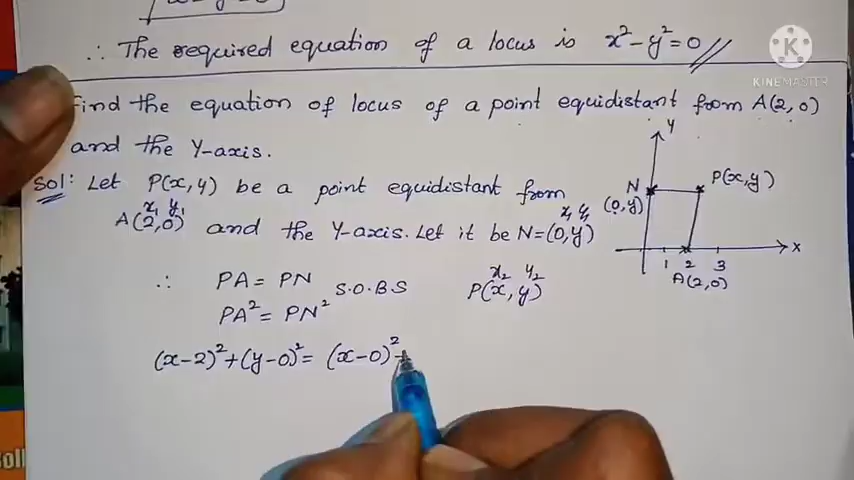 ∴ The required equation of a locus is x²-y²=0//
K
KINEMASTER
Find the equation of locus of a point equidistant from A(2,0)
and the Y-axis.
Sol: Let P(x,y) be a point equidistant from
x₁ y₁
A(2,0) and the Y-axis. Let it be N=(0,y)
x₁ y₁
∴ PA = PN S.O.B.S
x₂ y₂
P(x,y)
PA² = PN²
(x-2)²+(y-0)² = (x-0)²+
Y
N
(0,y)
P(x,y)
X
1 2 3
A(2,0)